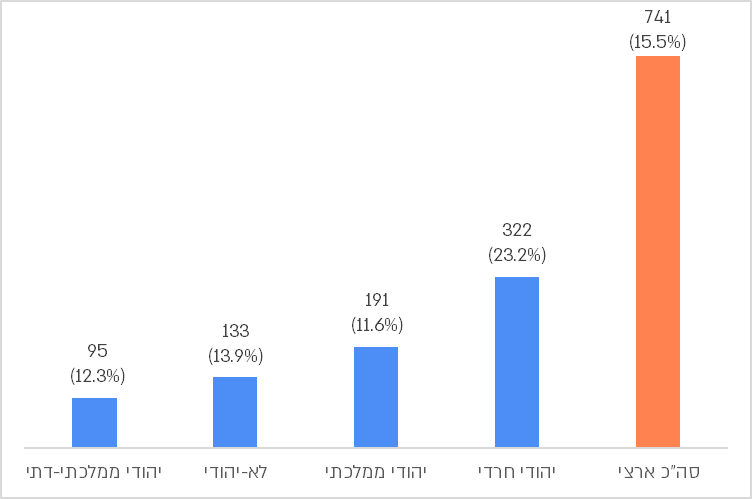 741
(15.5%)
322
(23.2%)
191
(11.6%)
133
(13.9%)
95
(12.3%)
סה"כ ארצי
יהודי חרדי
יהודי ממלכתי
לא-יהודי
יהודי ממלכתי-דתי